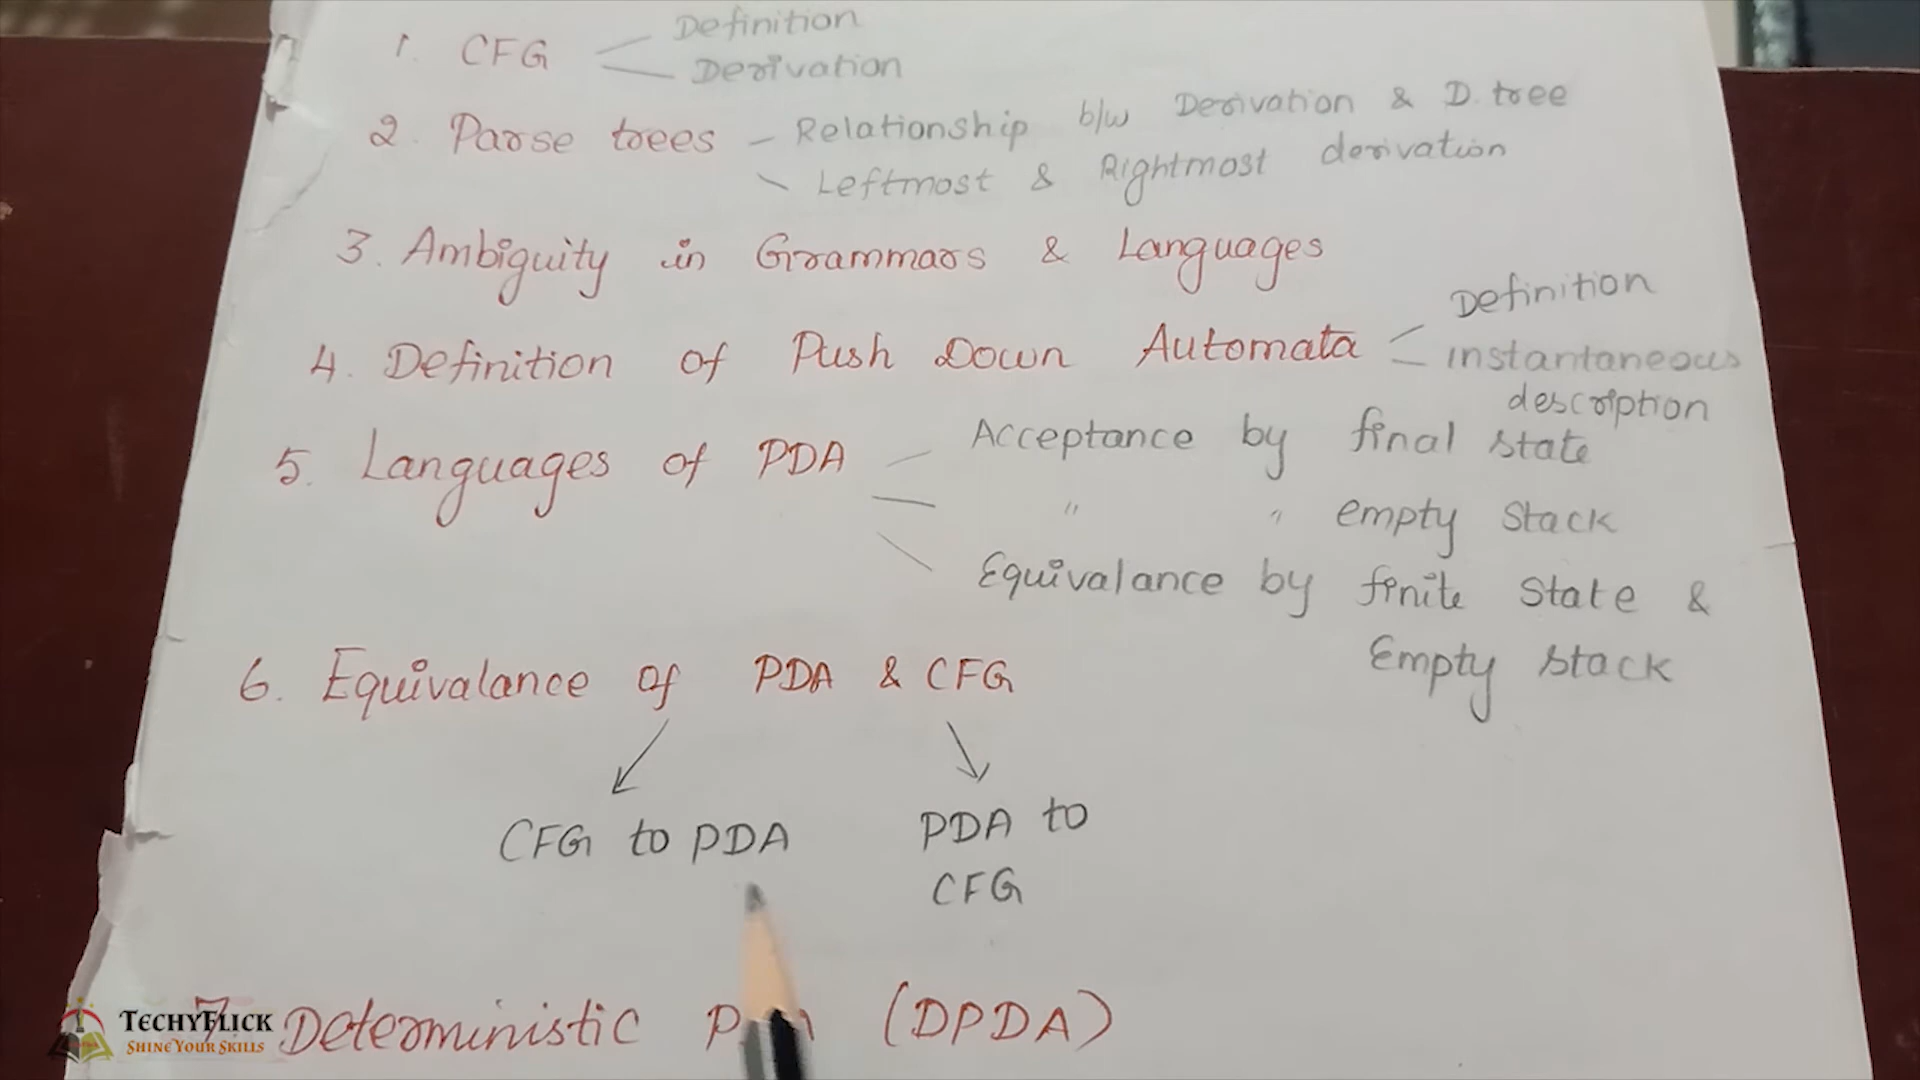 1. CFG Definition
Derivation
2. Parse trees - Relationship b/w Derivation & D. tree
Leftmost & Rightmost derivation
3. Ambiguity in Grammars & Languages
4. Definition of Push Down Automata Definition
instantaneous description
5. Languages of PDA Acceptance by final state
" " empty stack
Equivalance by finite State &
Empty stack
6. Equivalance of PDA & CFG
CFG to PDA
PDA to
CFG
7. Deterministic (DPDA)
TECHYFLICK
SHINE YOUR SKILLS